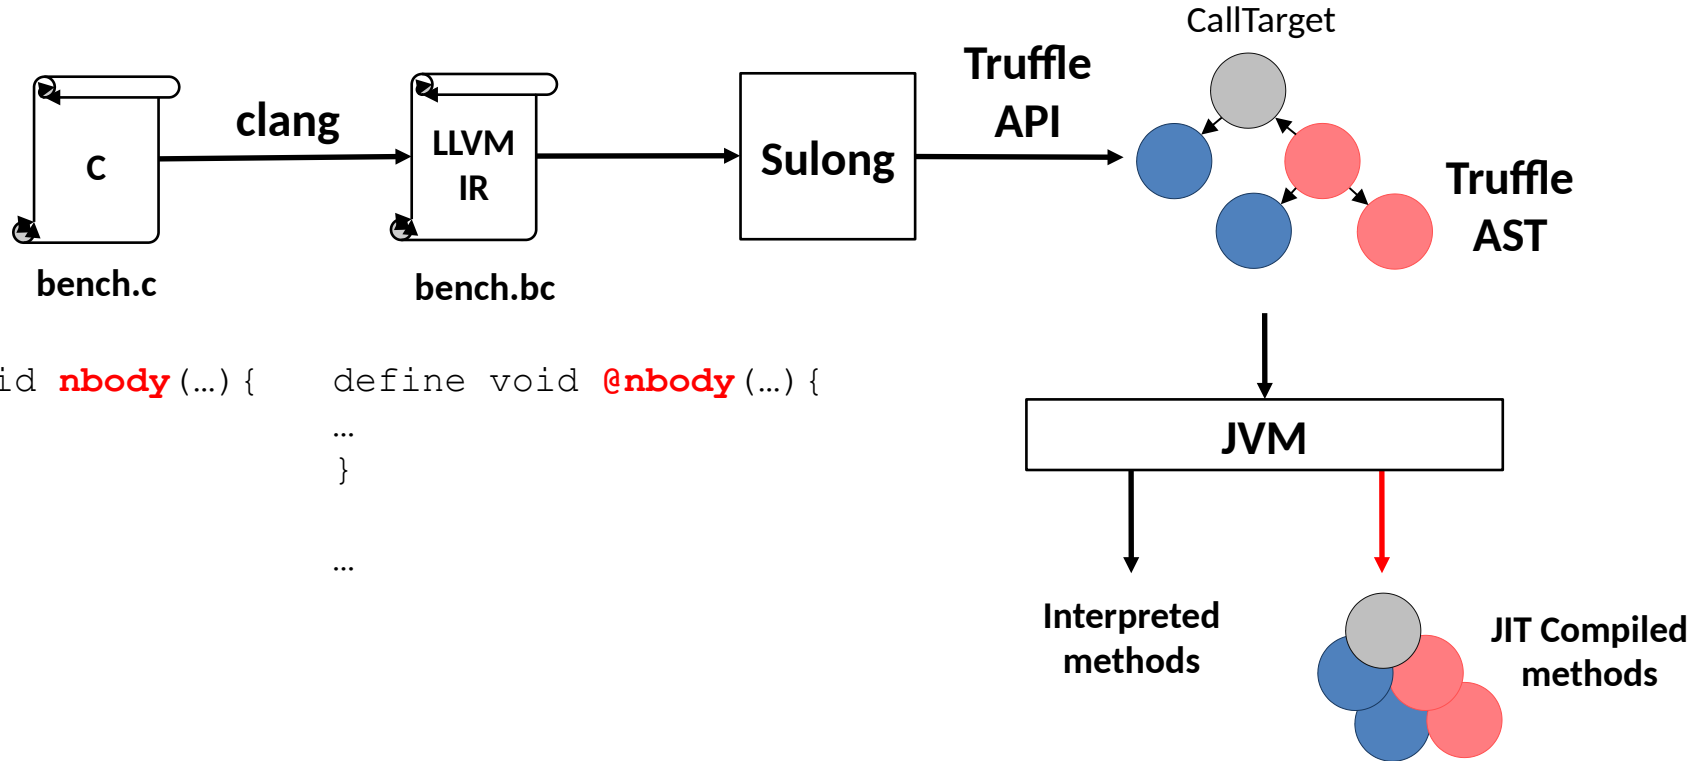 CallTarget
Truffle
API
clang
C
LLVM
IR
Sulong
Truffle
AST
bench.c
bench.bc
id nbody(…){
define void @nbody(…){
…
}
…
JVM
Interpreted
methods
JIT Compiled
methods